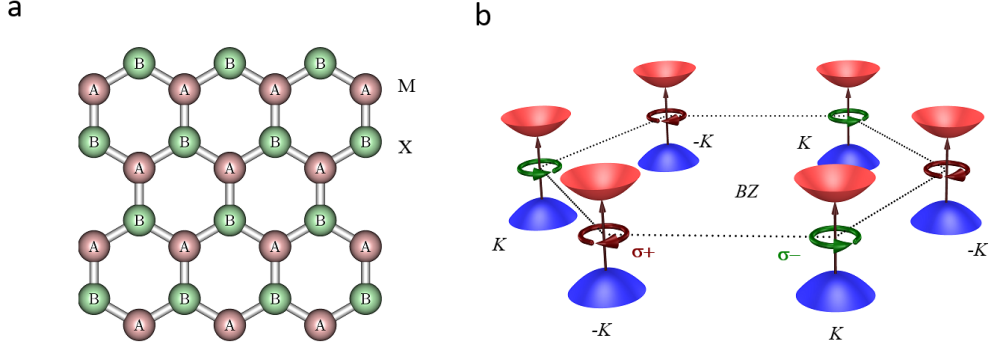 a
B B B
A A A A M
B B B B X
A A A
B B B
A A A A
B B B B
A A A
b
-K K
BZ
K -K
σ+ σ−
-K K